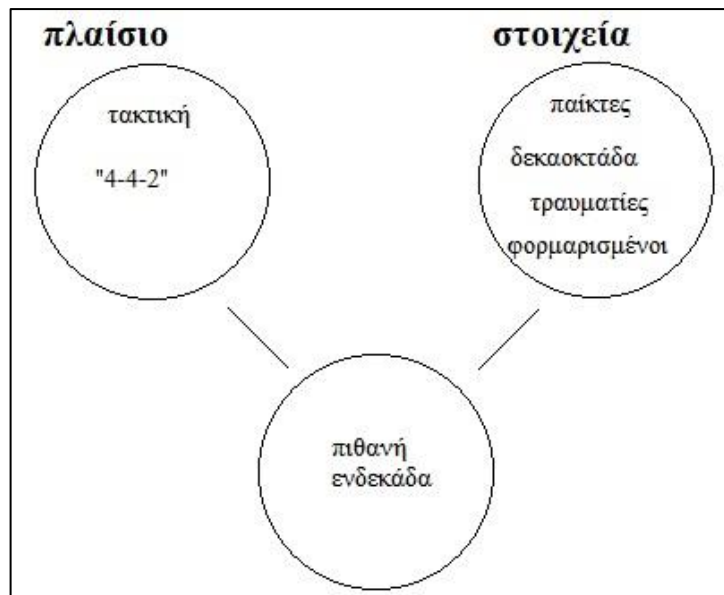 πλαίσιο
στοιχεία
τακτική
"4-4-2"
παίκτες
δεκαοκτάδα
τραυματίες
φορμαρισμένοι
πιθανή
ενδεκάδα